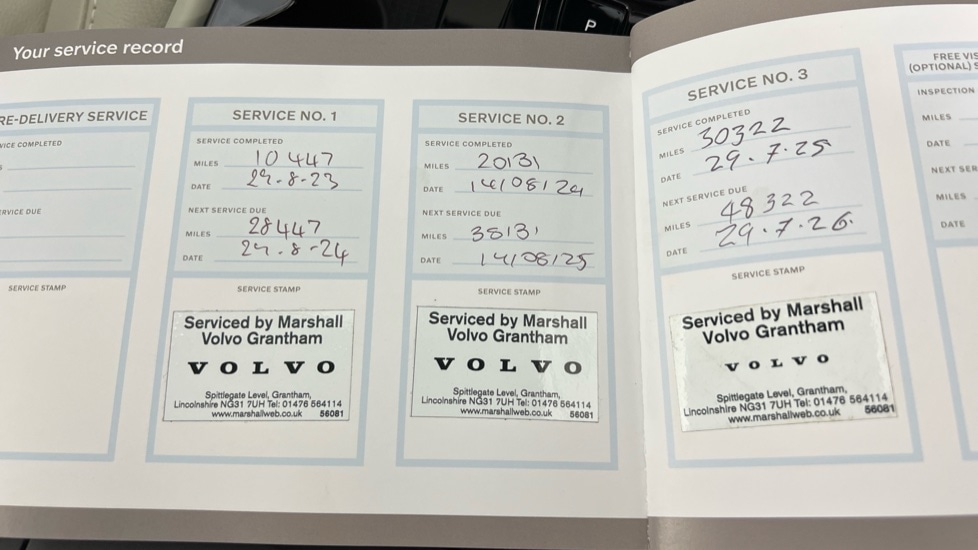 P
Your service record
RE-DELIVERY SERVICE
VICE COMPLETED
ERVICE DUE
SERVICE STAMP
SERVICE NO. 1
SERVICE COMPLETED
MILES 10447
DATE 29.8.23
NEXT SERVICE DUE
MILES 28447
DATE 29.8-24
SERVICE STAMP
Serviced by Marshall
Volvo Grantham
VOLVO
Spittlegate Level, Grantham,
Lincolnshire NG31 7UH Tel: 01476 564114
www.marshallweb.co.uk 56081
SERVICE NO. 2
SERVICE COMPLETED
MILES 20131
DATE 14/08/24
NEXT SERVICE DUE
MILES 38131
DATE 14/08/25
SERVICE STAMP
Serviced by Marshall
Volvo Grantham
VOLVO
Spittlegate Level, Grantham,
Lincolnshire NG31 7UH Tel: 01476 564114
www.marshallweb.co.uk 56081
SERVICE NO. 3
SERVICE COMPLETED
MILES 30322
DATE 29.7.25
NEXT SERVICE DUE
MILES 48322
DATE 29.7.26.
SERVICE STAMP
Serviced by Marshall
Volvo Grantham
VOLVO
Spittlegate Level, Grantham,
Lincolnshire NG31 7UH Tel: 01476 564114
www.marshallweb.co.uk 56081
FREE VIS
(OPTIONAL) S
INSPECTION
MILES
DATE
NEXT SER
MILES
DATE